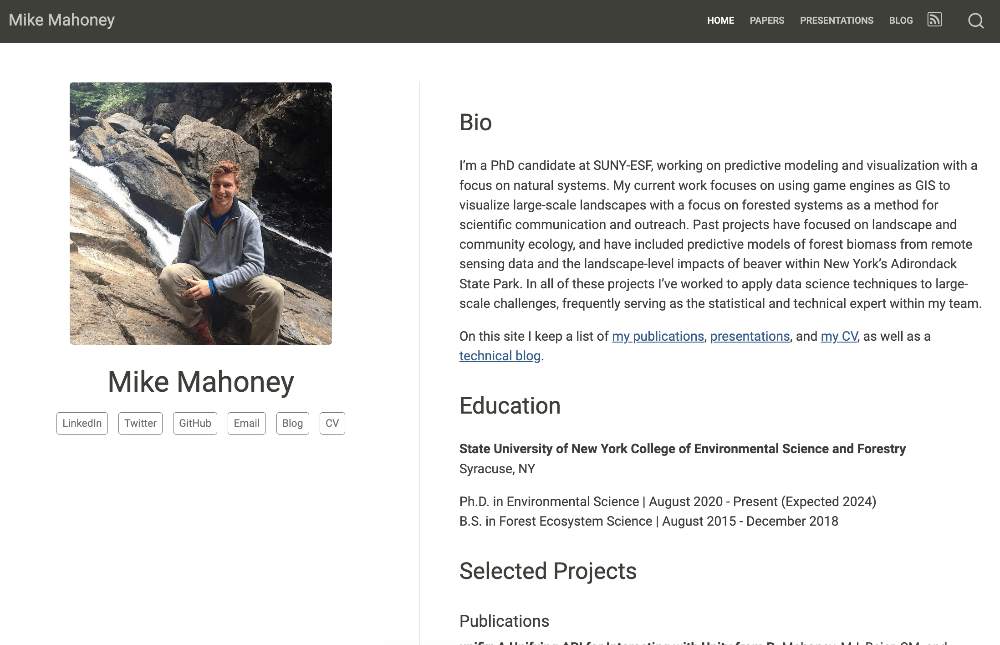 Mike Mahoney
HOME PAPERS PRESENTATIONS BLOG
Mike Mahoney
LinkedIn Twitter GitHub Email Blog CV
Bio
I'm a PhD candidate at SUNY-ESF, working on predictive modeling and visualization with a
focus on natural systems. My current work focuses on using game engines as GIS to
visualize large-scale landscapes with a focus on forested systems as a method for
scientific communication and outreach. Past projects have focused on landscape and
community ecology, and have included predictive models of forest biomass from remote
sensing data and the landscape-level impacts of beaver within New York's Adirondack
State Park. In all of these projects I've worked to apply data science techniques to large-
scale challenges, frequently serving as the statistical and technical expert within my team.
On this site I keep a list of my publications, presentations, and my CV, as well as a
technical blog.
Education
State University of New York College of Environmental Science and Forestry
Syracuse, NY
Ph.D. in Environmental Science | August 2020 - Present (Expected 2024)
B.S. in Forest Ecosystem Science | August 2015 - December 2018
Selected Projects
Publications